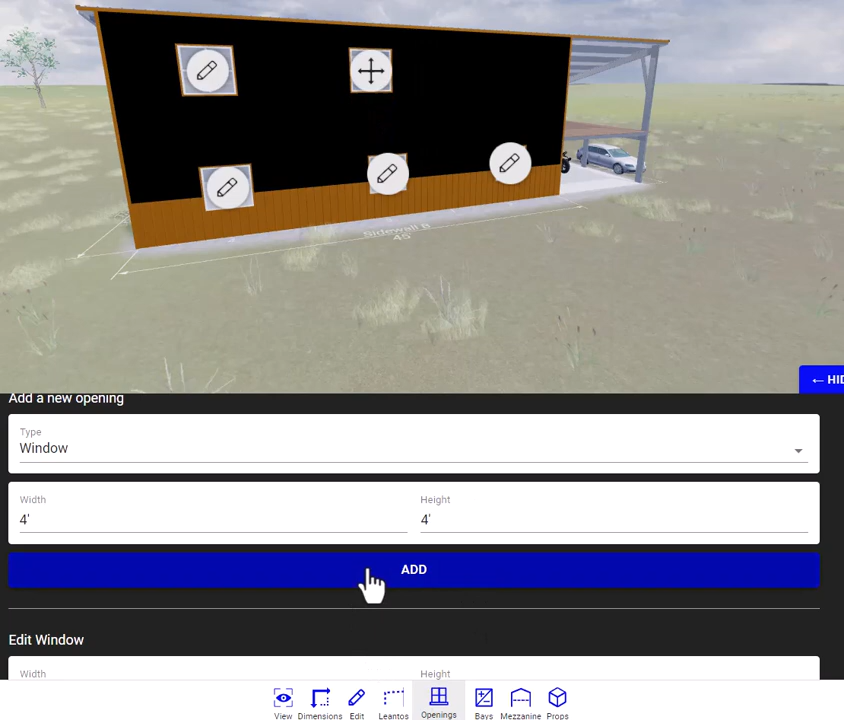 Sidewall B
45'
← HID
Add a new opening
Type
Window
Width
Height
4'
4'
ADD
Edit Window
Width
Height
View
Dimensions
Edit
Leantos
Openings
Bays
Mezzanine
Props